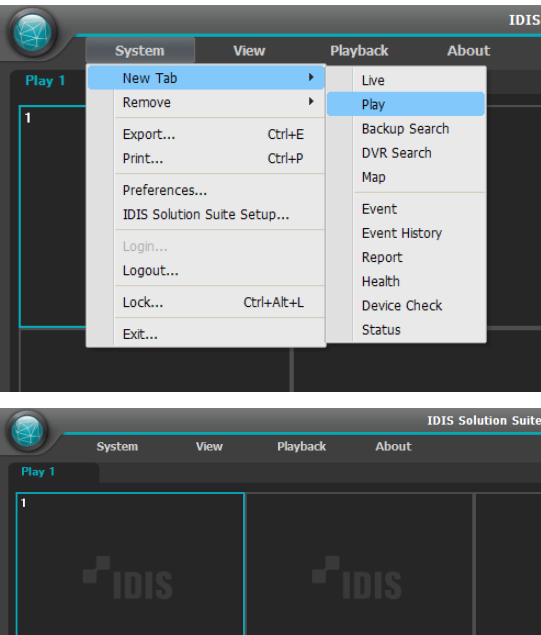 IDIS
System View Playback About
Play 1
1
New Tab
Remove
Export... Ctrl+E
Print... Ctrl+P
Preferences...
IDIS Solution Suite Setup...
Login...
Logout...
Lock... Ctrl+Alt+L
Exit...
Live
Play
Backup Search
DVR Search
Map
Event
Event History
Report
Health
Device Check
Status
IDIS Solution Suite
System View Playback About
Play 1
1
IDIS IDIS